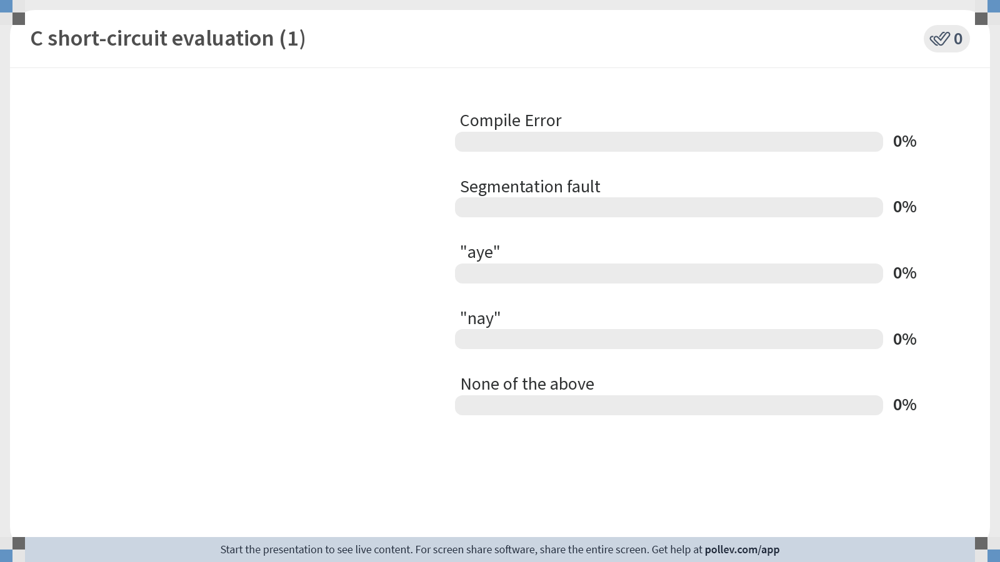 C short-circuit evaluation (1)
0
Compile Error
0%
Segmentation fault
0%
"aye"
0%
"nay"
0%
None of the above
0%
Start the presentation to see live content. For screen share software, share the entire screen. Get help at pollev.com/app